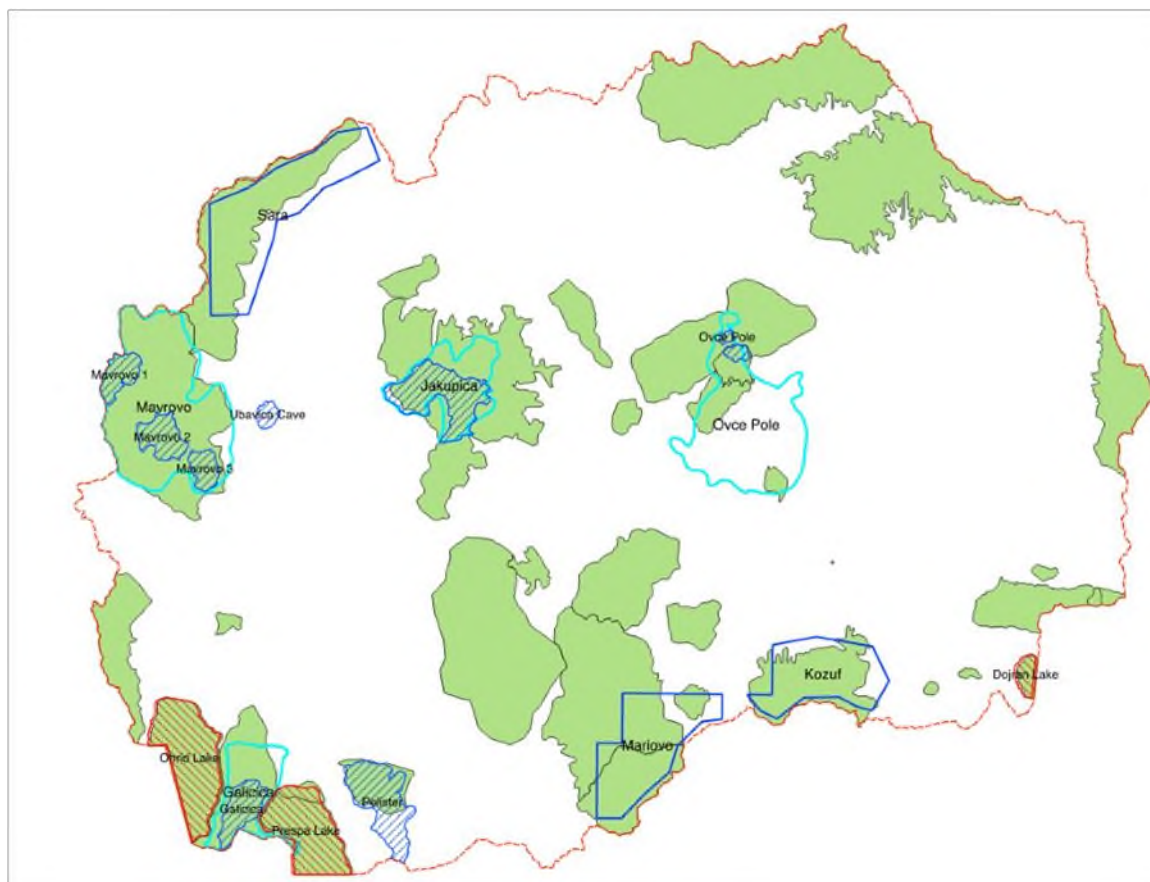 Sara
Ovce Pole
Mavrovo 1
Jakupica
Mavrovo
Ubavica Cave
Ovce Pole
Mavrovo 2
Mavrovo 3
Kozuf
Dojran Lake
Mariovo
Ohrid Lake
Galicica
Pelister
Galicica
Prespa Lake